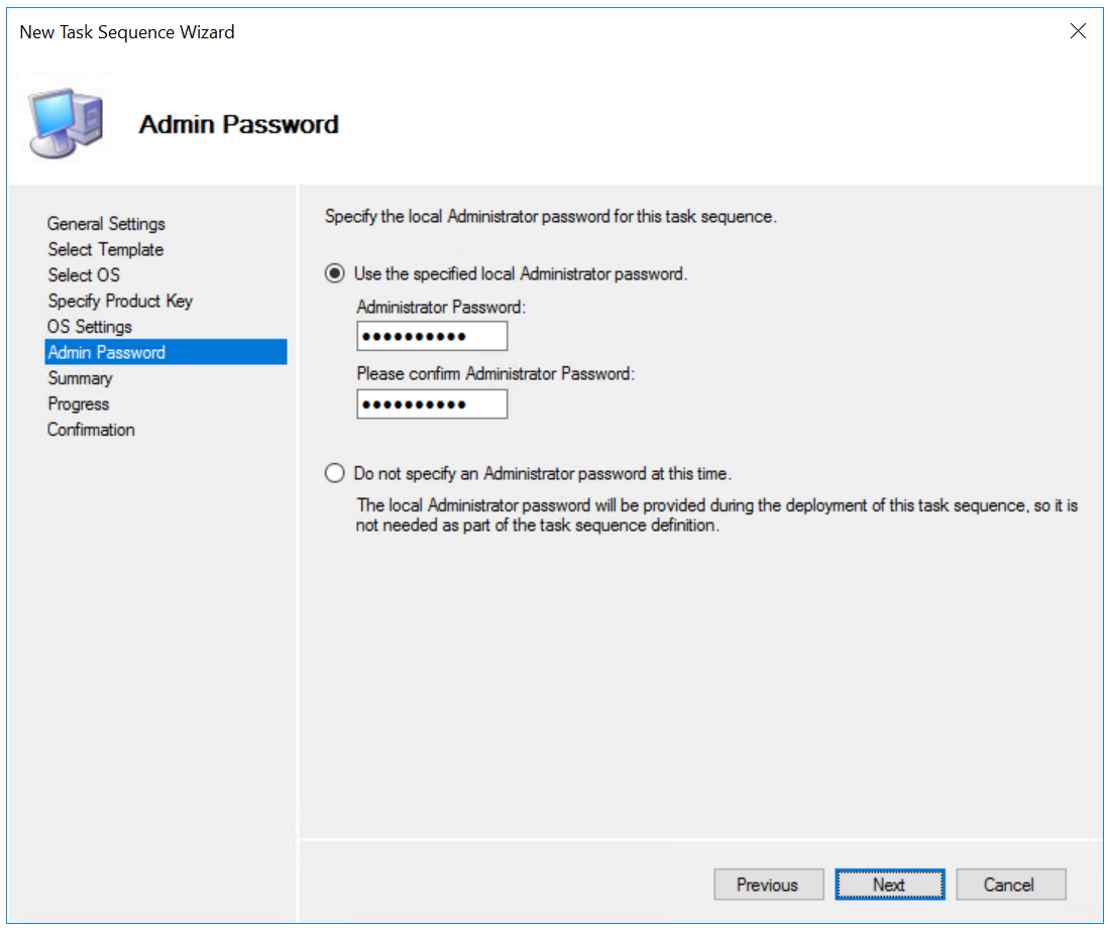 New Task Sequence Wizard
Admin Password
General Settings
Select Template
Select OS
Specify Product Key
OS Settings
Admin Password
Summary
Progress
Confirmation
Specify the local Administrator password for this task sequence.
Use the specified local Administrator password.
Administrator Password:
••••••••••
Please confirm Administrator Password:
••••••••••
Do not specify an Administrator password at this time.
The local Administrator password will be provided during the deployment of this task sequence, so it is
not needed as part of the task sequence definition.
Previous
Next
Cancel